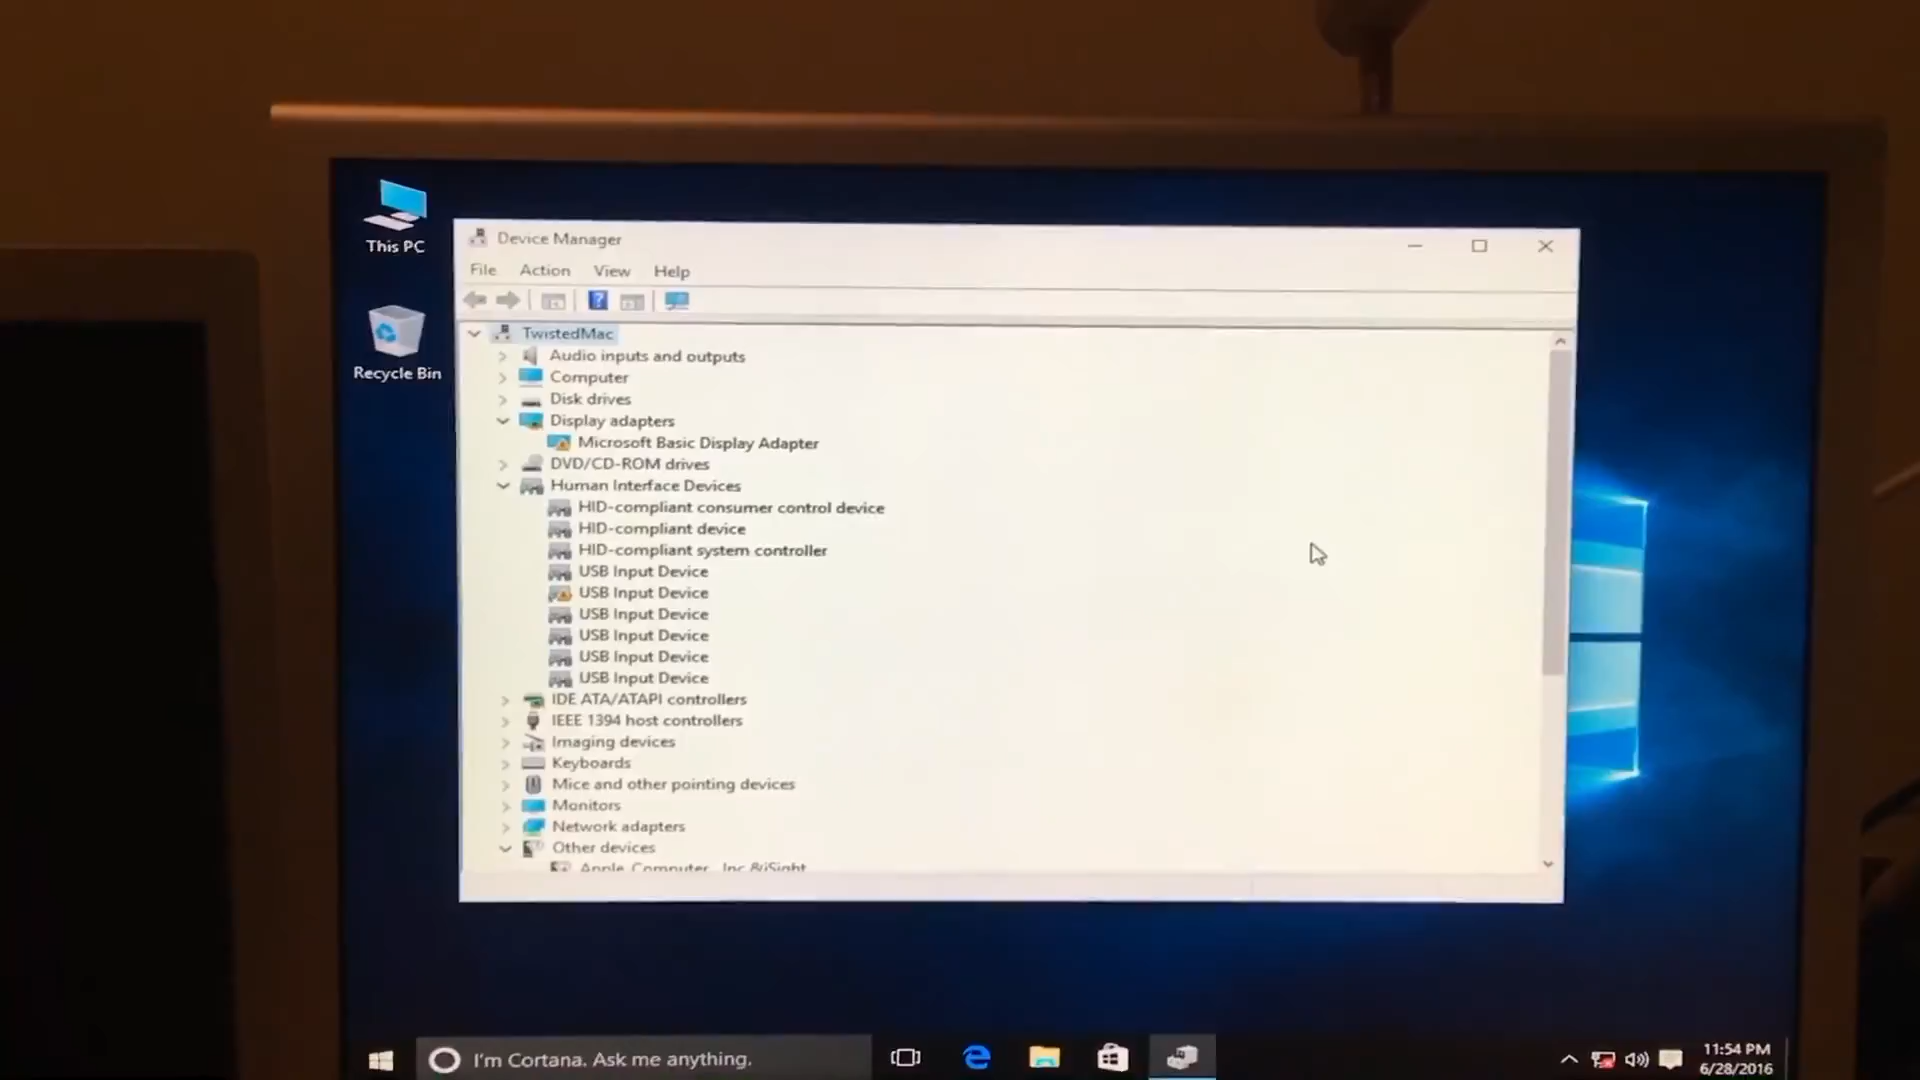 This PC
Recycle Bin
Device Manager
File Action View Help
TwistedMac
Audio inputs and outputs
Computer
Disk drives
Display adapters
Microsoft Basic Display Adapter
DVD/CD-ROM drives
Human Interface Devices
HID-compliant consumer control device
HID-compliant device
HID-compliant system controller
USB Input Device
USB Input Device
USB Input Device
USB Input Device
USB Input Device
USB Input Device
IDE ATA/ATAPI controllers
IEEE 1394 host controllers
Imaging devices
Keyboards
Mice and other pointing devices
Monitors
Network adapters
Other devices
Apple Computer, Inc. iSight
I'm Cortana. Ask me anything.
11:54 PM
6/28/2016